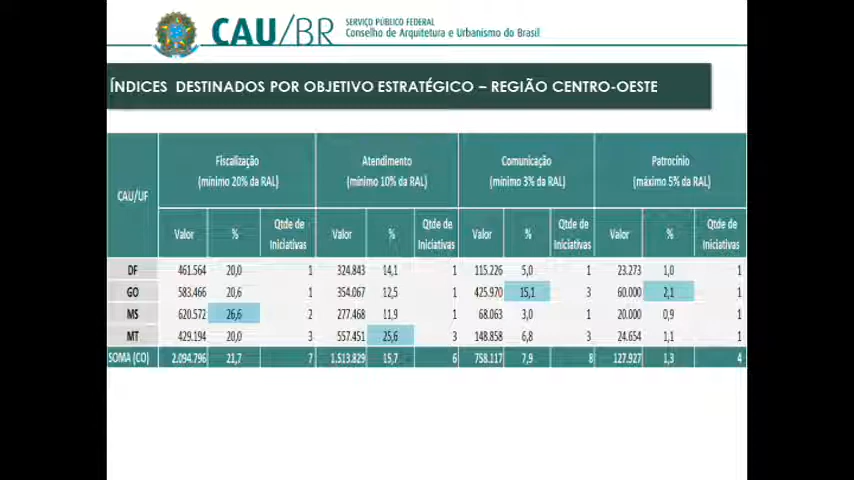 CAU/BR
SERVIÇO PÚBLICO FEDERAL
Conselho de Arquitetura e Urbanismo do Brasil
ÍNDICES DESTINADOS POR OBJETIVO ESTRATÉGICO – REGIÃO CENTRO-OESTE
CAU/UF Fiscalização (mínimo 20% da RAL) Atendimento (mínimo 10% da RAL) Comunicação (mínimo 3% da RAL) Patrocínio (máximo 5% da RAL)
Valor % Qtde de Iniciativas Valor % Qtde de Iniciativas Valor % Qtde de Iniciativas Valor % Qtde de Iniciativas
DF 461.564 20,0 1 324.843 14,1 1 115.226 5,0 1 23.273 1,0 1
GO 583.466 20,6 1 354.067 12,5 1 425.970 15,1 3 60.000 2,1 1
MS 620.572 26,6 2 277.468 11,9 1 68.063 3,0 1 20.000 0,9 1
MT 429.194 20,0 3 557.451 25,6 3 148.858 6,8 3 24.654 1,1 1
SOMA (CO) 2.094.796 21,7 7 1.513.829 15,7 6 758.117 7,9 8 127.927 1,3 4